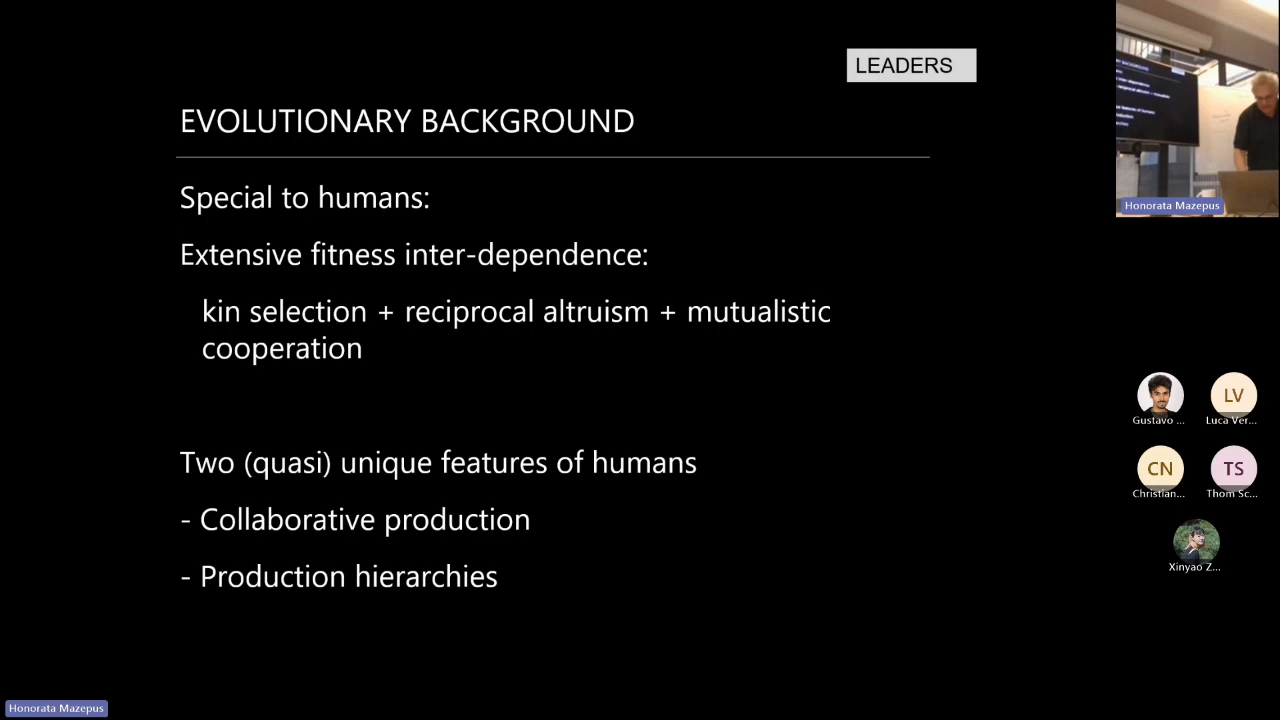 LEADERS
EVOLUTIONARY BACKGROUND
Special to humans:
Extensive fitness inter-dependence:
kin selection + reciprocal altruism + mutualistic
cooperation
Two (quasi) unique features of humans
- Collaborative production
- Production hierarchies
Honorata Mazepus
Gustavo ...
Luca Ver...
CN
Christian...
LV
TS
Thom Sc...
Xinyao Z...
Honorata Mazepus